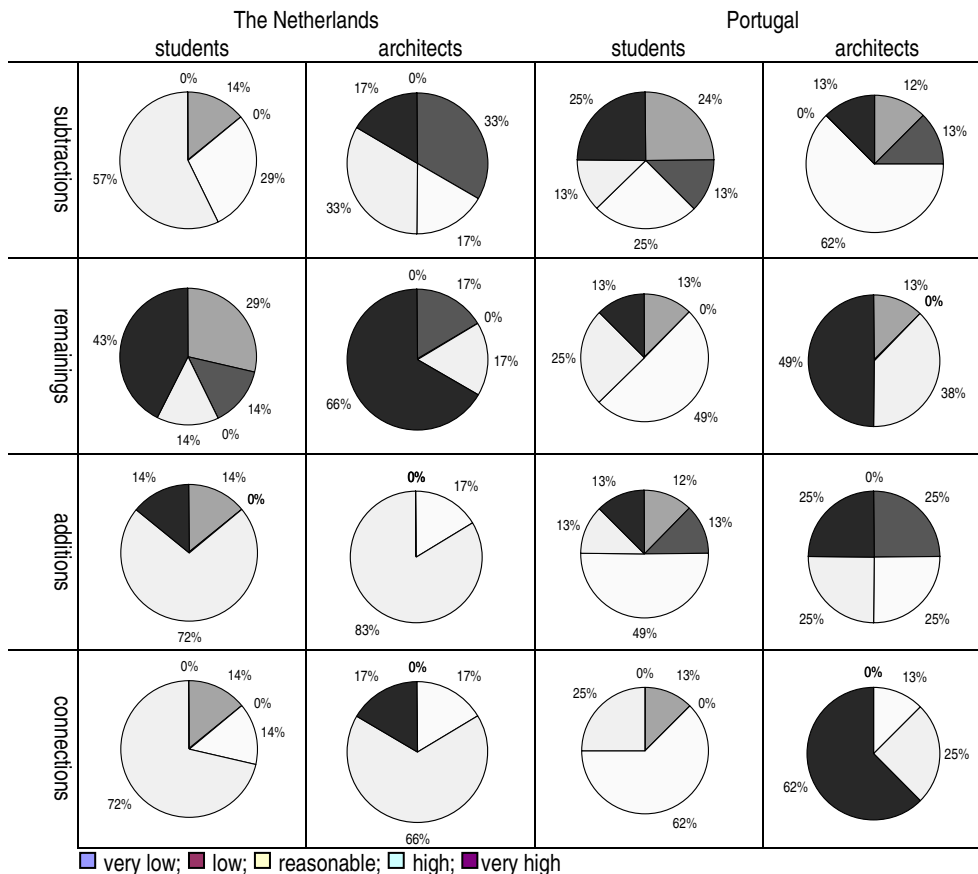 The Netherlands Portugal
students architects students architects
subtractions
0% 14% 0% 29% 57%
0% 33% 17% 33% 17%
24% 13% 25% 13% 25%
12% 13% 62% 0% 13%
remainings
29% 14% 0% 14% 43%
0% 17% 0% 17% 66%
13% 0% 49% 25% 13%
13% 0% 38% 49%
additions
14% 0% 72% 14%
0% 17% 83%
12% 13% 49% 13% 13%
0% 25% 25% 25% 25%
connections
0% 14% 0% 14% 72%
0% 17% 66% 17%
0% 13% 0% 62% 25%
0% 13% 25% 62%
very low; low; reasonable; high; very high